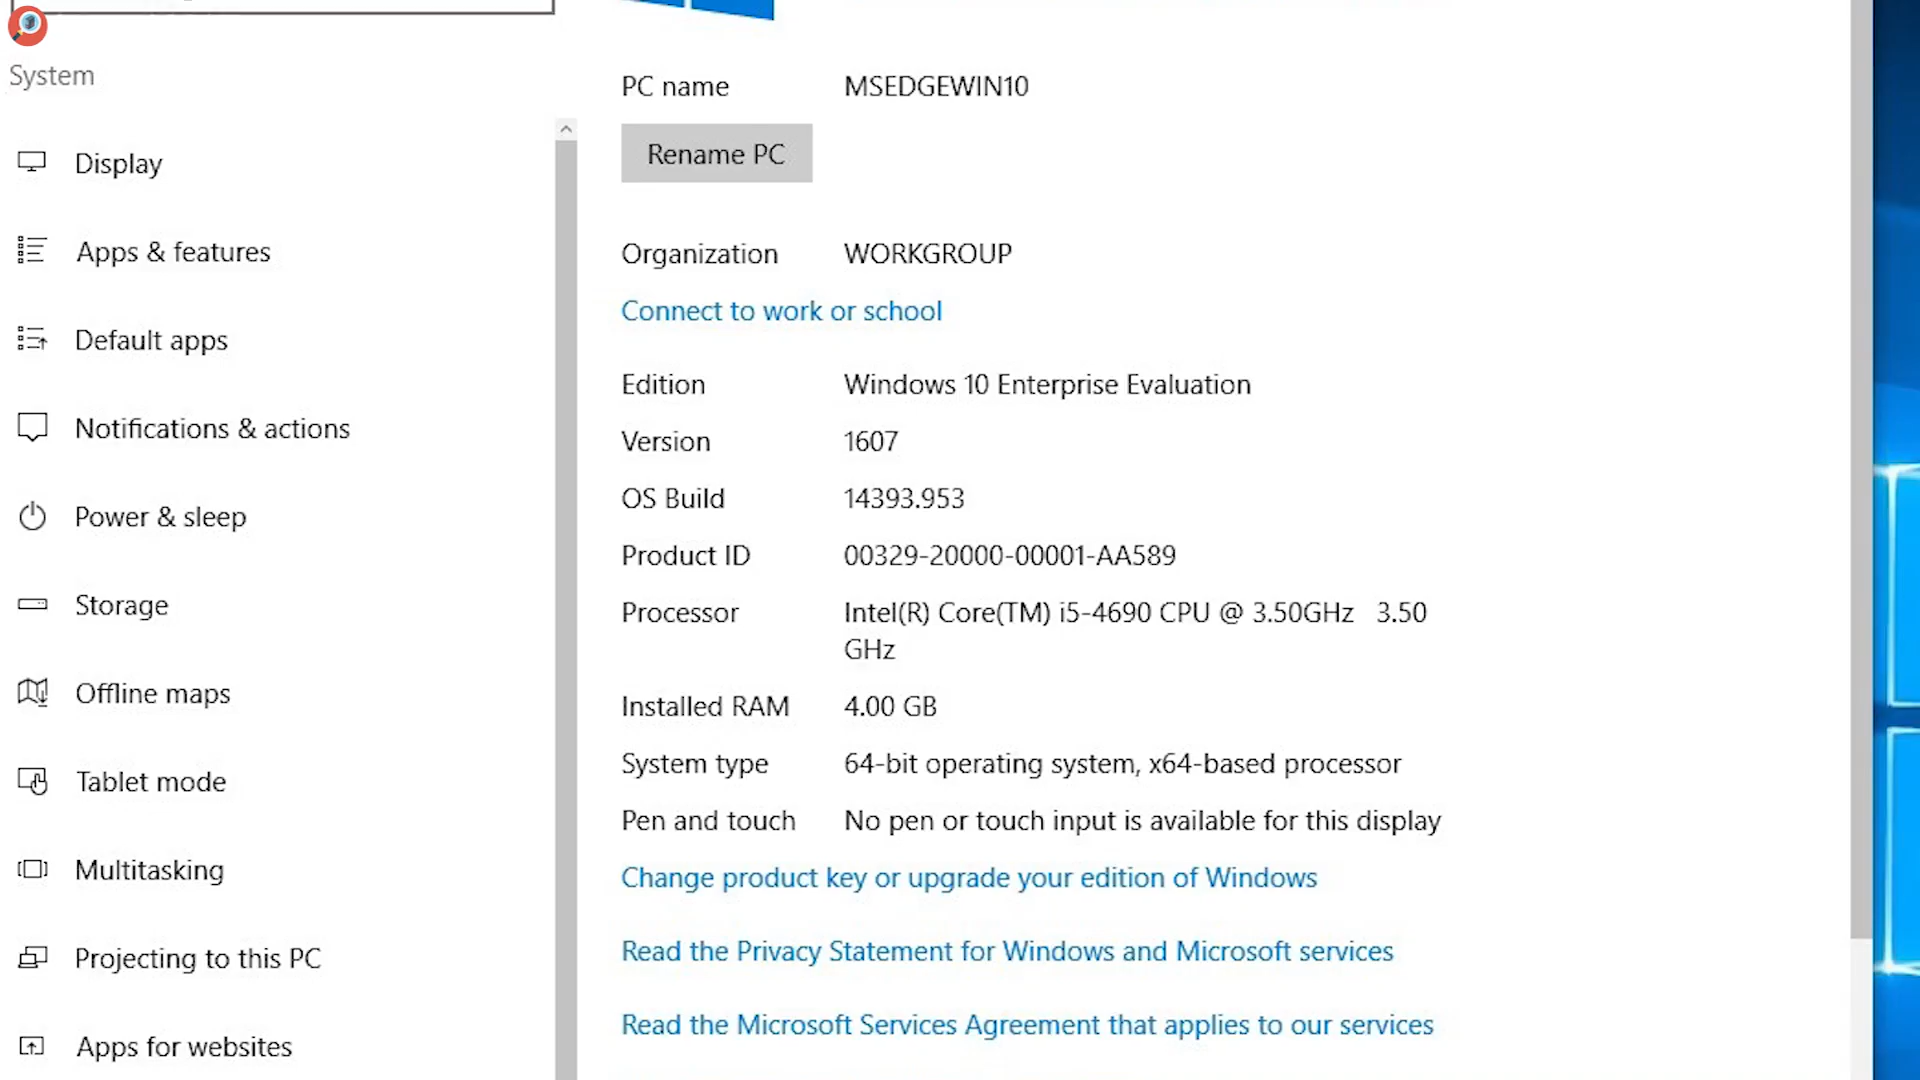 System
Display
Apps & features
Default apps
Notifications & actions
Power & sleep
Storage
Offline maps
Tablet mode
Multitasking
Projecting to this PC
Apps for websites
PC name MSEDGEWIN10
Rename PC
Organization WORKGROUP
Connect to work or school
Edition Windows 10 Enterprise Evaluation
Version 1607
OS Build 14393.953
Product ID 00329-20000-00001-AA589
Processor Intel(R) Core(TM) i5-4690 CPU @ 3.50GHz 3.50
GHz
Installed RAM 4.00 GB
System type 64-bit operating system, x64-based processor
Pen and touch No pen or touch input is available for this display
Change product key or upgrade your edition of Windows
Read the Privacy Statement for Windows and Microsoft services
Read the Microsoft Services Agreement that applies to our services